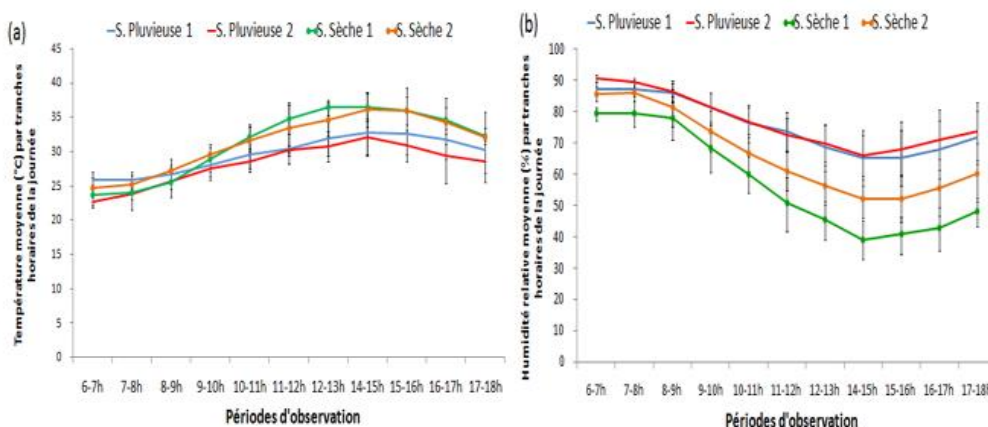 (a)
S. Pluvieuse 1 S. Pluvieuse 2 S. Sèche 1 S. Sèche 2
Température moyenne (°C) par tranches
horaires de la journée
45
40
35
30
25
20
15
10
5
0
6-7h 7-8h 8-9h 9-10h 10-11h 11-12h 12-13h 14-15h 15-16h 16-17h 17-18h
Périodes d'observation
(b)
S. Pluvieuse 1 S. Pluvieuse 2 S. Sèche 1 S. Sèche 2
Humidité relative moyenne (%) par tranches
horaires de la journée
100
90
80
70
60
50
40
30
20
10
0
6-7h 7-8h 8-9h 9-10h 10-11h 11-12h 12-13h 14-15h 15-16h 16-17h 17-18h
Périodes d'observation